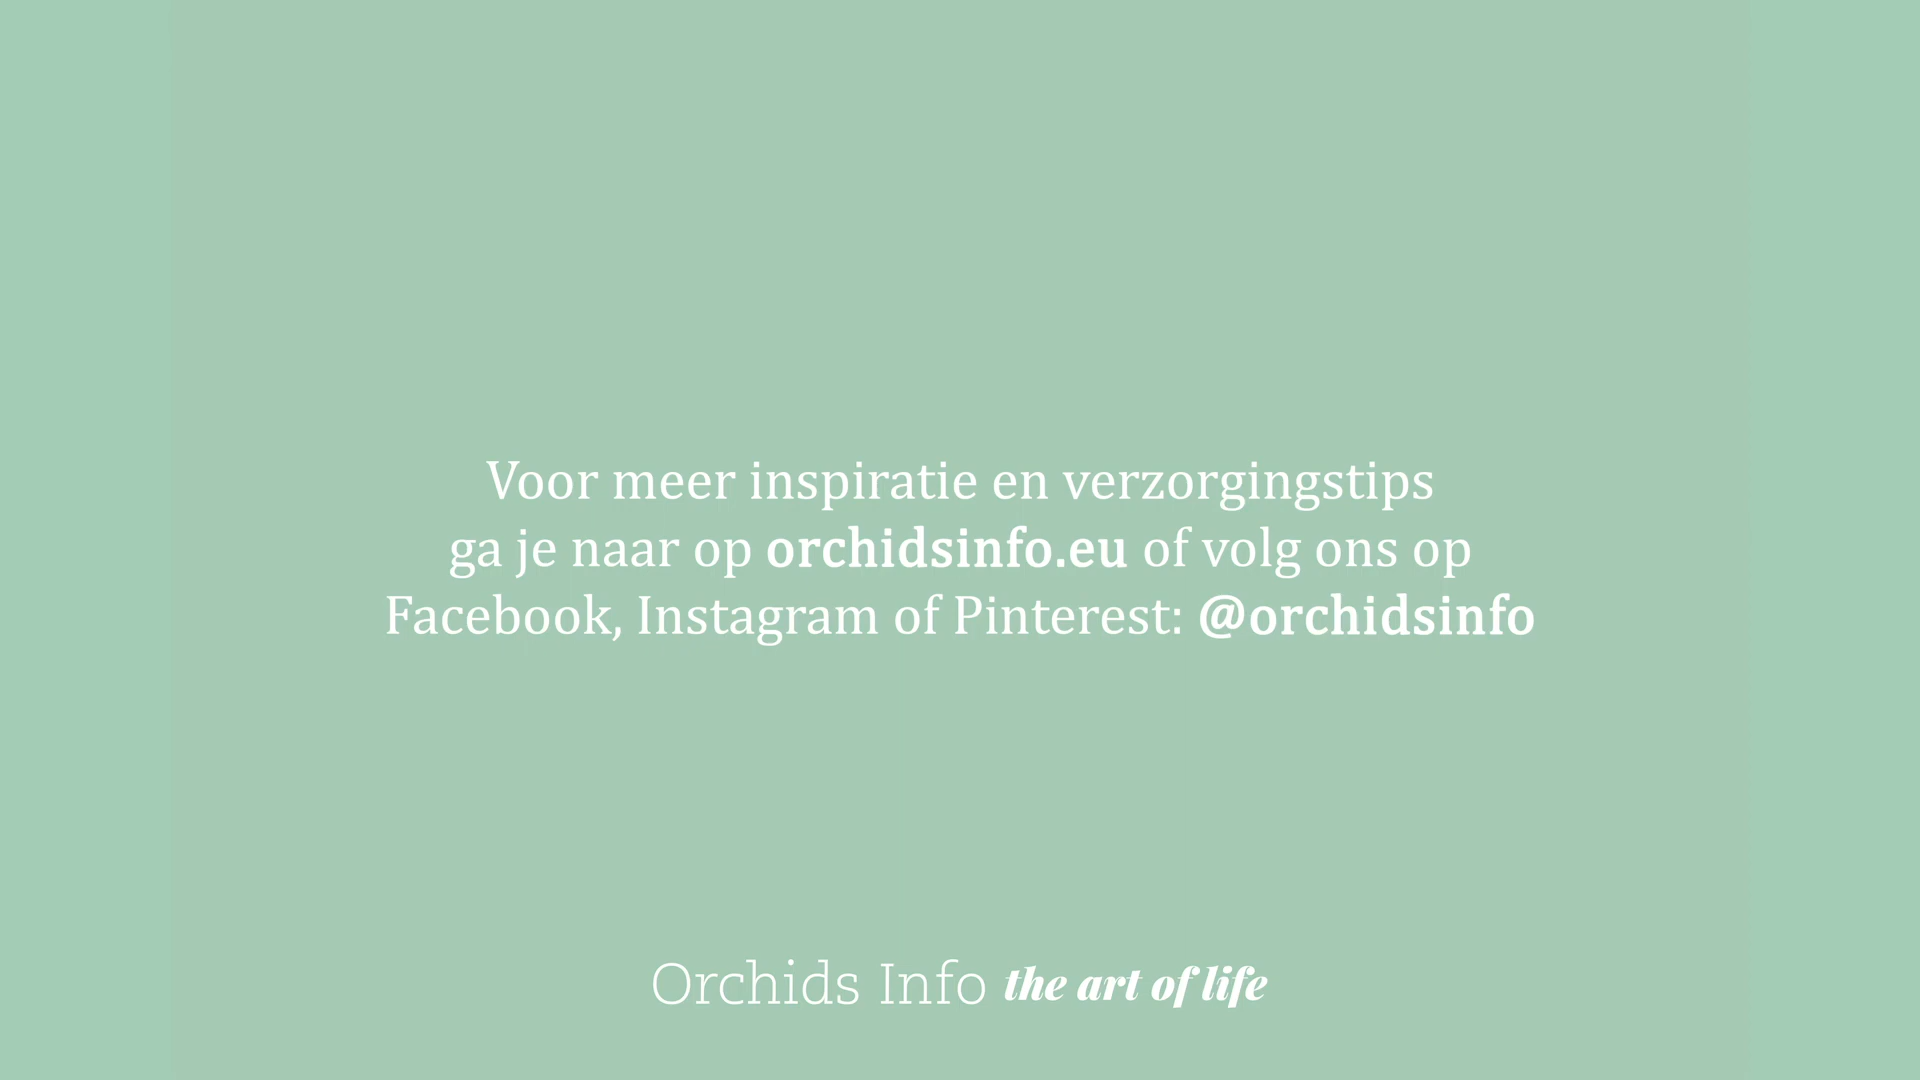 Voor meer inspiratie en verzorgingstips
ga je naar op orchidsinfo.eu of volg ons op
Facebook, Instagram of Pinterest: @orchidsinfo
Orchids Info the art of life